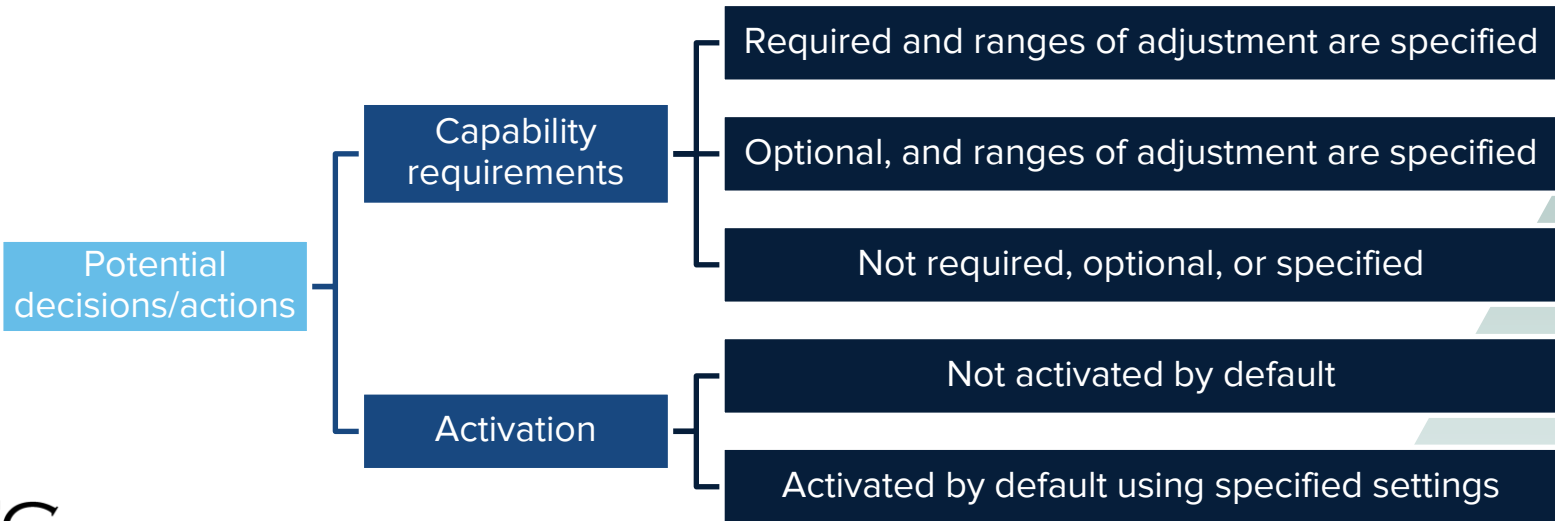 Required and ranges of adjustment are specified
Capability
requirements
Optional, and ranges of adjustment are specified
Potential
decisions/actions
Not required, optional, or specified
Not activated by default
Activation
Activated by default using specified settings